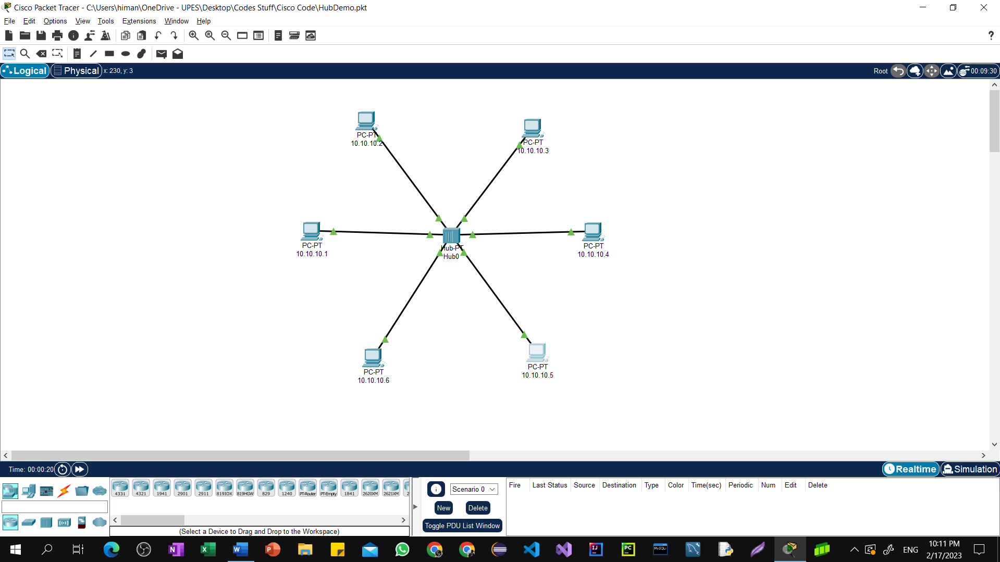 Cisco Packet Tracer - C:\Users\himan\OneDrive - UPES\Desktop\Codes Stuff\Cisco Code\HubDemo.pkt
File Edit Options View Tools Extensions Window Help
?
Logical Physical x: 230, y: 3 Root 00:09:30
PC-PT
10.10.10.2
PC-PT
10.10.10.3
PC-PT
10.10.10.1
Hub-PT
Hub0
PC-PT
10.10.10.4
PC-PT
10.10.10.6
PC-PT
10.10.10.5
Time: 00:00:20 Realtime Simulation
4331 4321 1941 2901 2911 819IOX 819HGW 829 1240 PT-Router PT-Empty 1841 2620XM 2621XM
(Select a Device to Drag and Drop to the Workspace)
Scenario 0
New Delete
Toggle PDU List Window
Fire Last Status Source Destination Type Color Time(sec) Periodic Num Edit Delete
ENG
10:11 PM
2/17/2023